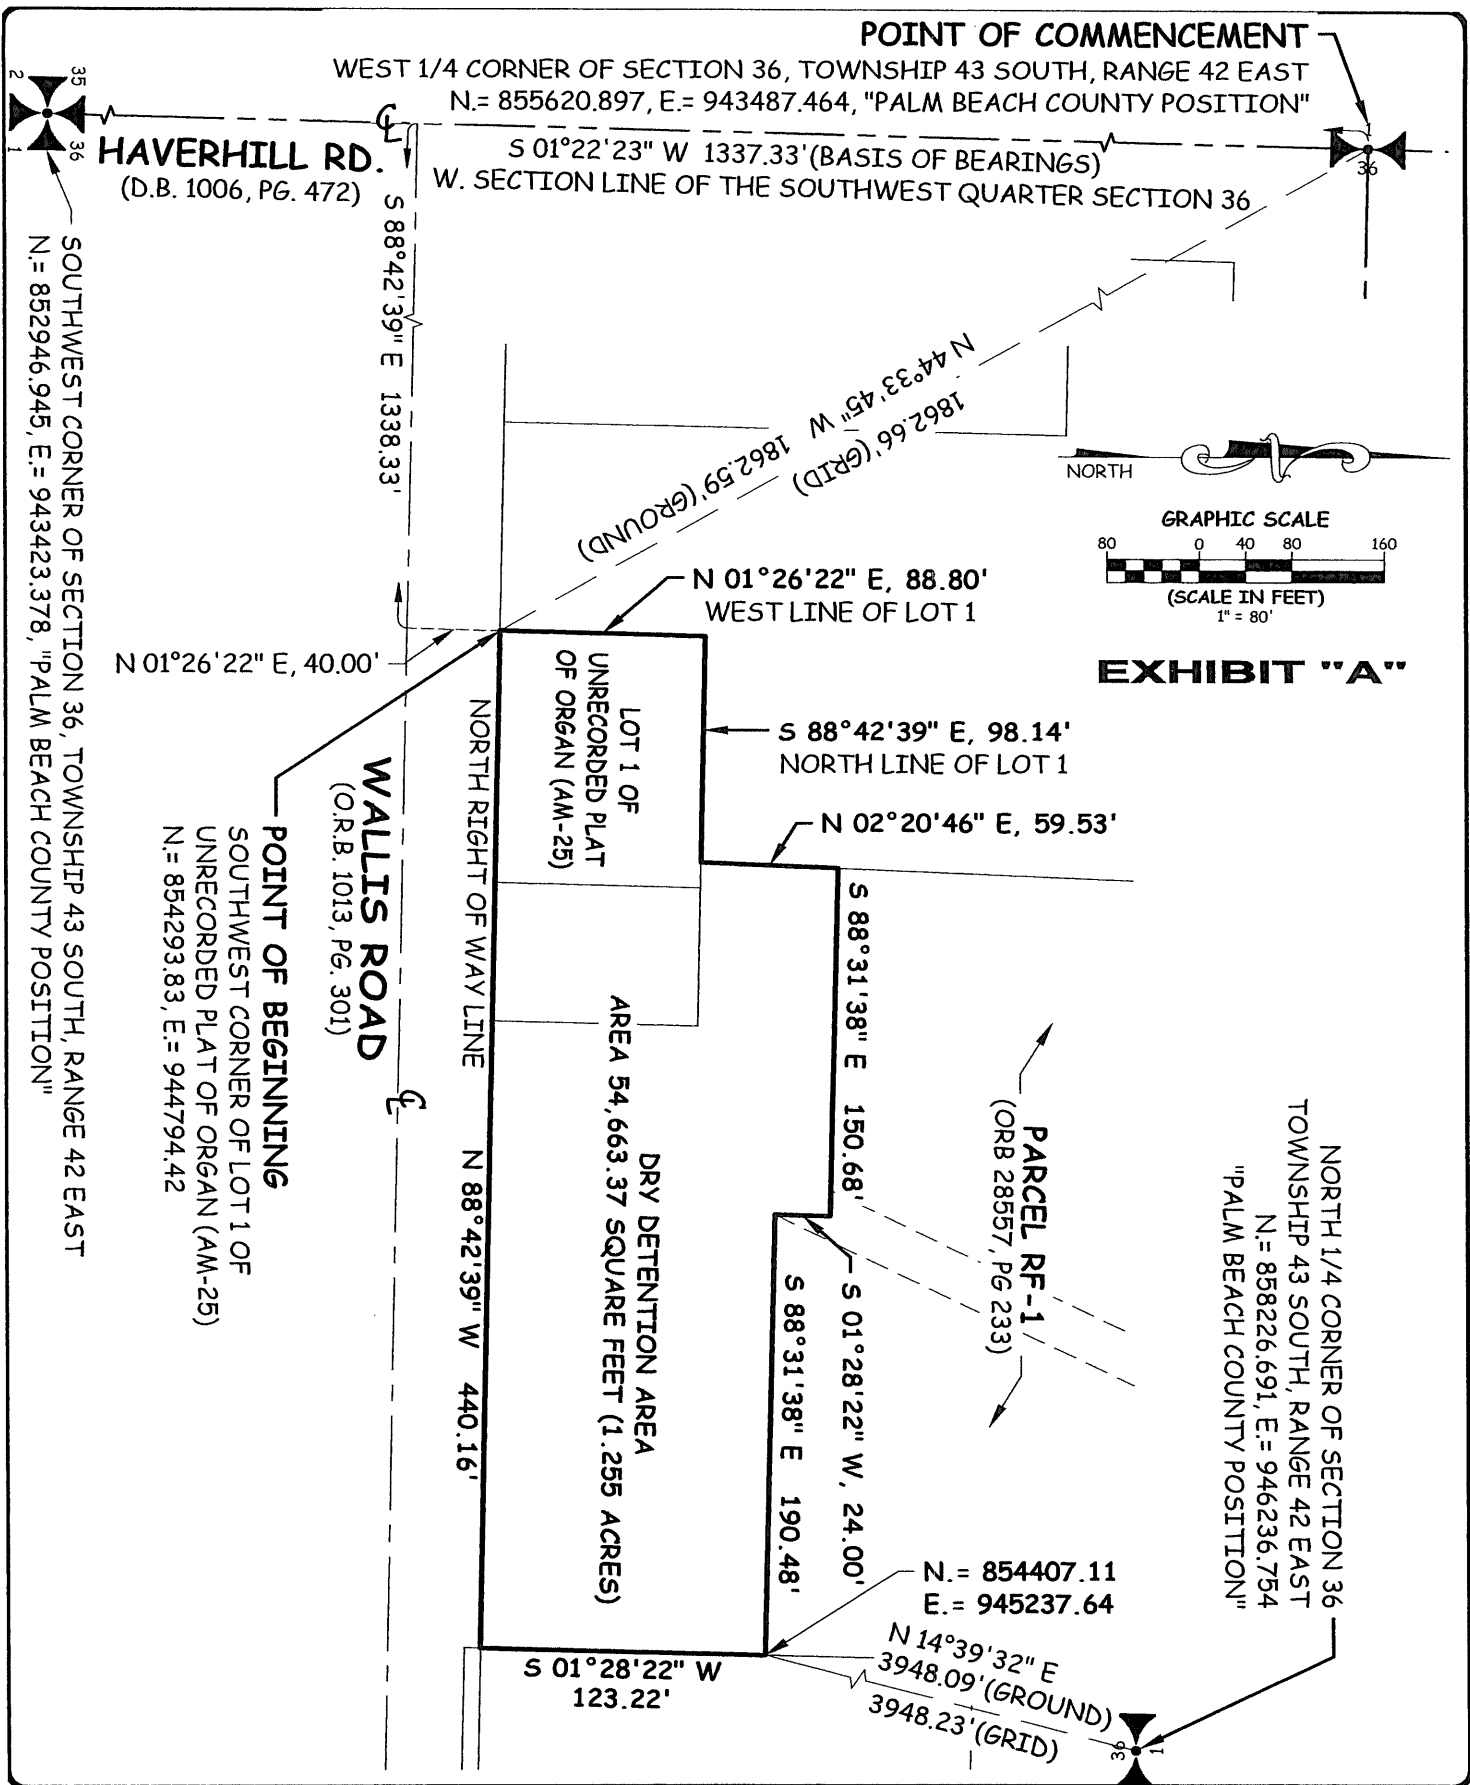 POINT OF COMMENCEMENT
WEST 1/4 CORNER OF SECTION 36, TOWNSHIP 43 SOUTH, RANGE 42 EAST
N.= 855620.897, E.= 943487.464, "PALM BEACH COUNTY POSITION"
S 01°22'23" W 1337.33'(BASIS OF BEARINGS)
W. SECTION LINE OF THE SOUTHWEST QUARTER SECTION 36
1
36
35
36
2
1
HAVERHILL RD.
(D.B. 1006, PG. 472)
SOUTHWEST CORNER OF SECTION 36, TOWNSHIP 43 SOUTH, RANGE 42 EAST
N.= 852946.945, E.= 943423.378, "PALM BEACH COUNTY POSITION"
S 88°42'39" E 1338.33'
N 44°33'45" W 1862.59'(GROUND)
1862.66'(GRID)
NORTH
GRAPHIC SCALE
80 0 40 80 160
(SCALE IN FEET)
1" = 80'
EXHIBIT "A"
N 01°26'22" E, 88.80'
WEST LINE OF LOT 1
N 01°26'22" E, 40.00'
S 88°42'39" E, 98.14'
NORTH LINE OF LOT 1
N 02°20'46" E, 59.53'
LOT 1 OF
UNRECORDED PLAT
OF ORGAN (AM-25)
NORTH RIGHT OF WAY LINE
N 88°42'39" W 440.16'
WALLIS ROAD
(O.R.B. 1013, PG. 301)
POINT OF BEGINNING
SOUTHWEST CORNER OF LOT 1 OF
UNRECORDED PLAT OF ORGAN (AM-25)
N.= 854293.83, E.= 944794.42
S 88°31'38" E 150.68'
DRY DETENTION AREA
AREA 54,663.37 SQUARE FEET (1.255 ACRES)
PARCEL RF-1
(ORB 28557, PG 233)
S 01°28'22" W, 24.00'
S 88°31'38" E 190.48'
NORTH 1/4 CORNER OF SECTION 36
TOWNSHIP 43 SOUTH, RANGE 42 EAST
N.= 858226.691, E.= 946236.754
"PALM BEACH COUNTY POSITION"
N.= 854407.11
E.= 945237.64
S 01°28'22" W
123.22'
N 14°39'32" E
3948.09'(GROUND)
3948.23'(GRID)
1
36